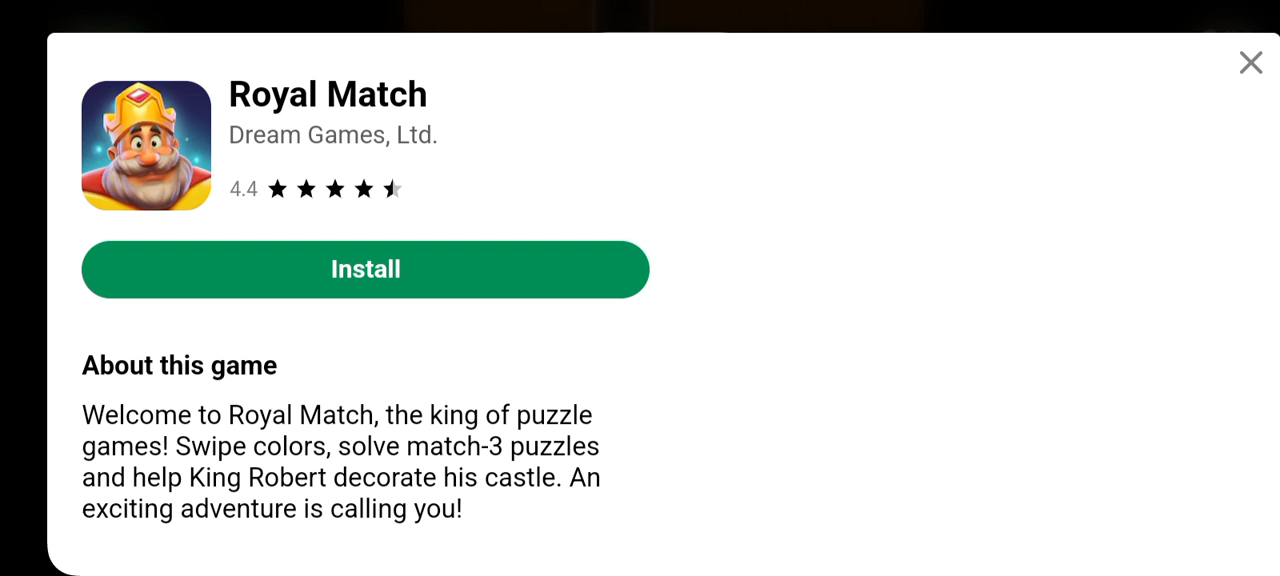 Royal Match
Dream Games, Ltd.
4.4
Install
About this game
Welcome to Royal Match, the king of puzzle
games! Swipe colors, solve match-3 puzzles
and help King Robert decorate his castle. An
exciting adventure is calling you!